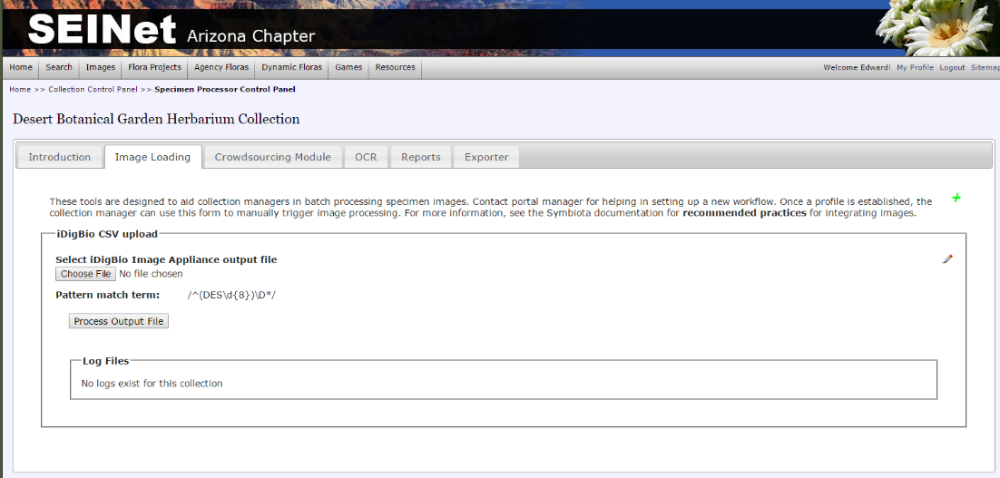 SEINet Arizona Chapter
Home Search Images Flora Projects Agency Floras Dynamic Floras Games Resources Welcome Edward! My Profile Logout Sitemap
Home >> Collection Control Panel >> Specimen Processor Control Panel
Desert Botanical Garden Herbarium Collection
Introduction Image Loading Crowdsourcing Module OCR Reports Exporter
These tools are designed to aid collection managers in batch processing specimen images. Contact portal manager for helping in setting up a new workflow. Once a profile is established, the
collection manager can use this form to manually trigger image processing. For more information, see the Symbiota documentation for recommended practices for integrating images.
iDigBio CSV upload
Select iDigBio Image Appliance output file
Choose File No file chosen
Pattern match term: /^(DES\d{8})\D*/
Process Output File
Log Files
No logs exist for this collection